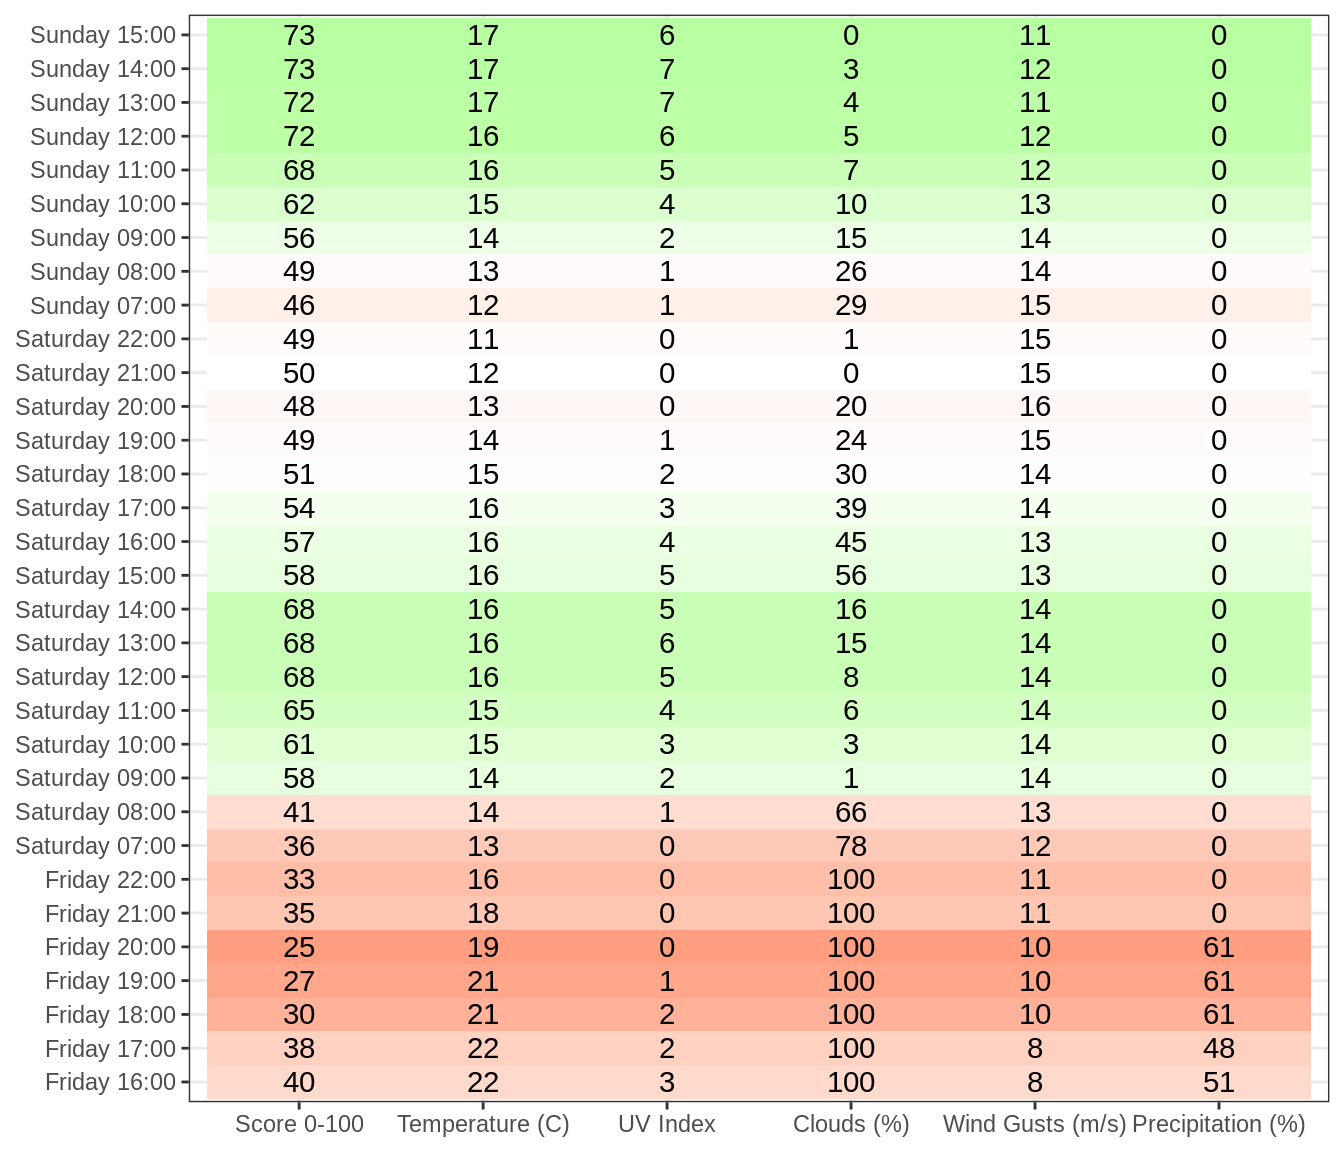 Sunday 15:00 73 17 6 0 11 0
Sunday 14:00 73 17 7 3 12 0
Sunday 13:00 72 17 7 4 11 0
Sunday 12:00 72 16 6 5 12 0
Sunday 11:00 68 16 5 7 12 0
Sunday 10:00 62 15 4 10 13 0
Sunday 09:00 56 14 2 15 14 0
Sunday 08:00 49 13 1 26 14 0
Sunday 07:00 46 12 1 29 15 0
Saturday 22:00 49 11 0 1 15 0
Saturday 21:00 50 12 0 0 15 0
Saturday 20:00 48 13 0 20 16 0
Saturday 19:00 49 14 1 24 15 0
Saturday 18:00 51 15 2 30 14 0
Saturday 17:00 54 16 3 39 14 0
Saturday 16:00 57 16 4 45 13 0
Saturday 15:00 58 16 5 56 13 0
Saturday 14:00 68 16 5 16 14 0
Saturday 13:00 68 16 6 15 14 0
Saturday 12:00 68 16 5 8 14 0
Saturday 11:00 65 15 4 6 14 0
Saturday 10:00 61 15 3 3 14 0
Saturday 09:00 58 14 2 1 14 0
Saturday 08:00 41 14 1 66 13 0
Saturday 07:00 36 13 0 78 12 0
Friday 22:00 33 16 0 100 11 0
Friday 21:00 35 18 0 100 11 0
Friday 20:00 25 19 0 100 10 61
Friday 19:00 27 21 1 100 10 61
Friday 18:00 30 21 2 100 10 61
Friday 17:00 38 22 2 100 8 48
Friday 16:00 40 22 3 100 8 51
Score 0-100 Temperature (C) UV Index Clouds (%) Wind Gusts (m/s) Precipitation (%)